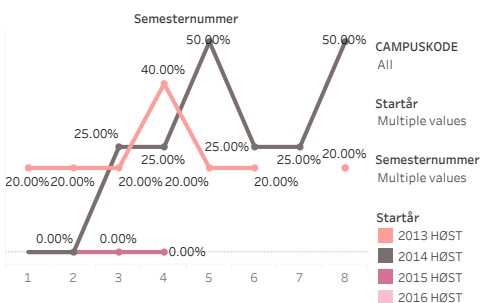 Semesternummer
50.00% 50.00%
40.00%
25.00% 25.00%
25.00% 25.00%
20.00%
20.00% 20.00% 20.00% 20.00% 20.00%
0.00% 0.00%
0.00%
1 2 3 4 5 6 7 8
CAMPUSKODE
All
Startår
Multiple values
Semesternummer
Multiple values
Startår
2013 HØST
2014 HØST
2015 HØST
2016 HØST